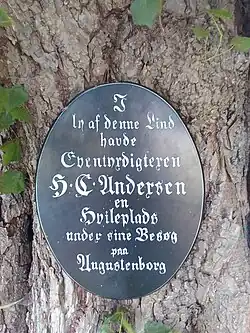 I
ly af denne Lind
havde
Eventyrdigteren
H. C. Andersen
en
Hvileplads
under sine Besøg
paa
Augustenborg